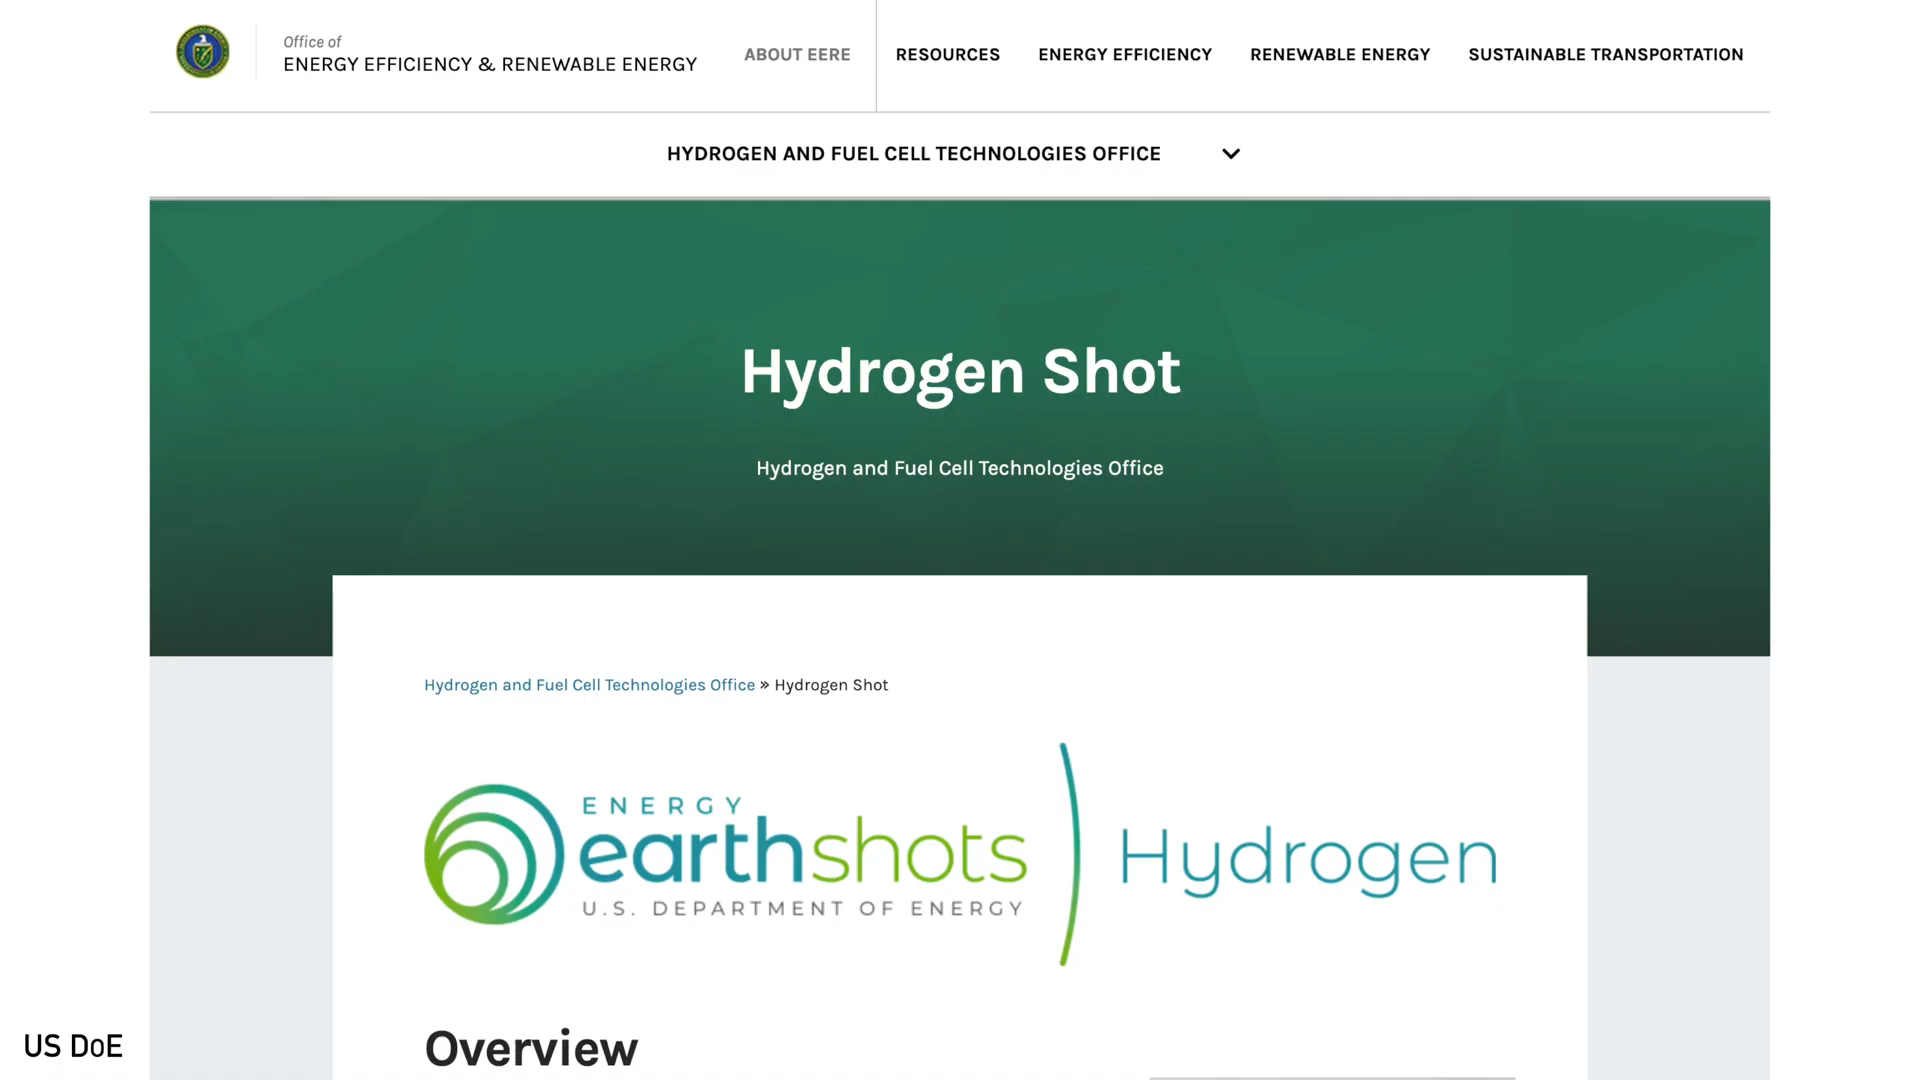 Office of
ENERGY EFFICIENCY & RENEWABLE ENERGY
ABOUT EERE
RESOURCES
ENERGY EFFICIENCY
RENEWABLE ENERGY
SUSTAINABLE TRANSPORTATION
HYDROGEN AND FUEL CELL TECHNOLOGIES OFFICE
Hydrogen Shot
Hydrogen and Fuel Cell Technologies Office
Hydrogen and Fuel Cell Technologies Office » Hydrogen Shot
ENERGY
earthshots
U.S. DEPARTMENT OF ENERGY
Hydrogen
Overview
US DoE